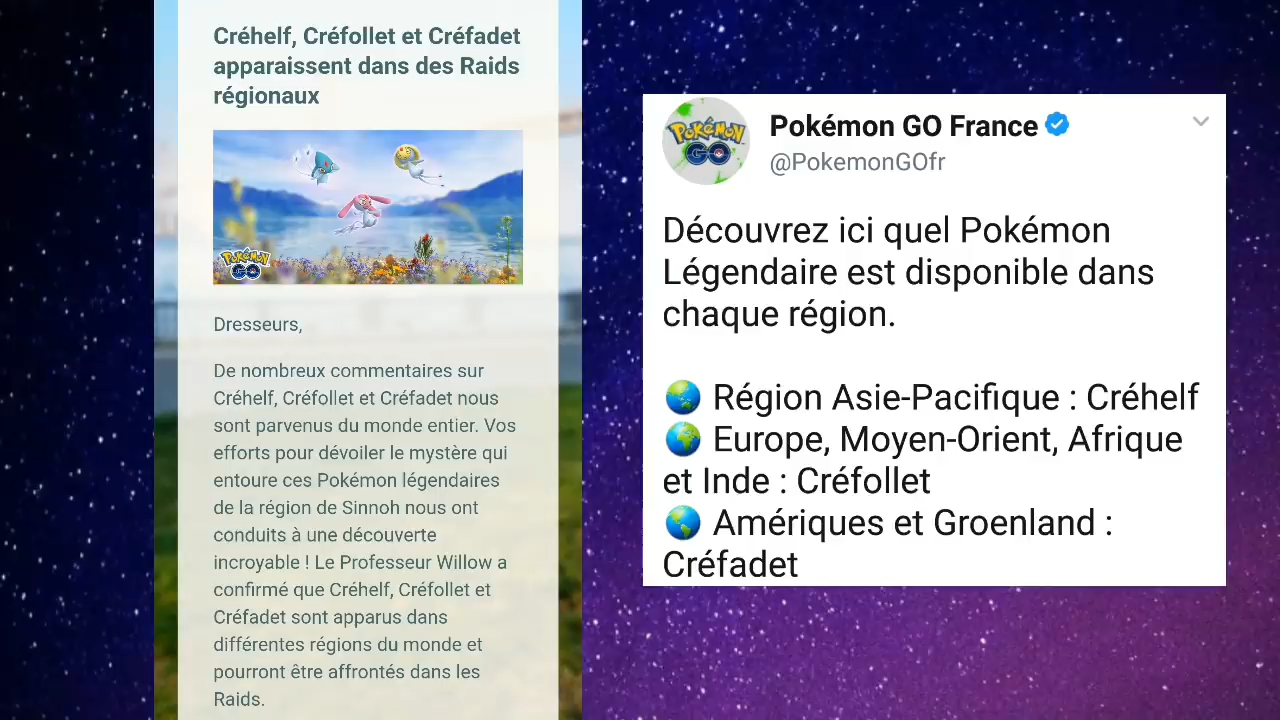 Créhelf, Créfollet et Créfadet
apparaissent dans des Raids
régionaux
POKÉMON
GO
Dresseurs,
De nombreux commentaires sur
Créhelf, Créfollet et Créfadet nous
sont parvenus du monde entier. Vos
efforts pour dévoiler le mystère qui
entoure ces Pokémon légendaires
de la région de Sinnoh nous ont
conduits à une découverte
incroyable ! Le Professeur Willow a
confirmé que Créhelf, Créfollet et
Créfadet sont apparus dans
différentes régions du monde et
pourront être affrontés dans les
Raids.
POKÉMON
GO
Pokémon GO France
@PokemonGOfr
Découvrez ici quel Pokémon
Légendaire est disponible dans
chaque région.
🌏 Région Asie-Pacifique : Créhelf
🌍 Europe, Moyen-Orient, Afrique
et Inde : Créfollet
🌎 Amériques et Groenland :
Créfadet